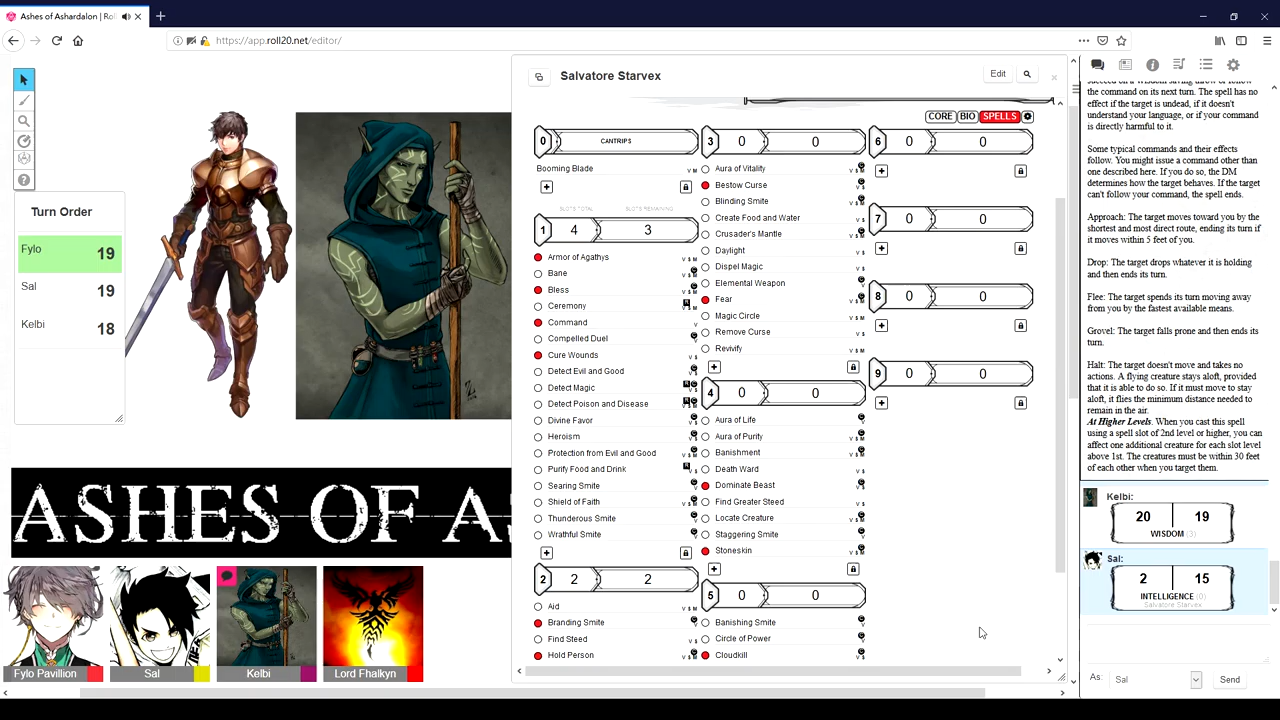 Ashes of Ashardalon | Rol
https://app.roll20.net/editor/
Turn Order
Fylo 19
Sal 19
Kelbi 18
ASHES OF AS
Fylo Pavillion
Sal
Kelbi
Lord Fhalkyn
Salvatore Starvex
Edit
CORE BIO SPELLS
0 CANTRIPS
Booming Blade V M
SLOTS TOTAL SLOTS REMAINING
1 4 3
Armor of Agathys
Bane
Bless
Ceremony
Command
Compelled Duel
Cure Wounds
Detect Evil and Good
Detect Magic
Detect Poison and Disease
Divine Favor
Heroism
Protection from Evil and Good
Purify Food and Drink
Searing Smite
Shield of Faith
Thunderous Smite
Wrathful Smite
2 2 2
Aid
Branding Smite
Find Steed
Hold Person
3 0 0
Aura of Vitality
Bestow Curse
Blinding Smite
Create Food and Water
Crusader's Mantle
Daylight
Dispel Magic
Elemental Weapon
Fear
Magic Circle
Remove Curse
Revivify
4 0 0
Aura of Life
Aura of Purity
Banishment
Death Ward
Dominate Beast
Find Greater Steed
Locate Creature
Staggering Smite
Stoneskin
5 0 0
Banishing Smite
Circle of Power
Cloudkill
6 0 0
7 0 0
8 0 0
9 0 0
succeed on a Wisdom saving throw or follow
the command on its next turn. The spell has no
effect if the target is undead, if it doesn't
understand your language, or if your command
is directly harmful to it.
Some typical commands and their effects
follow. You might issue a command other than
one described here. If you do so, the DM
determines how the target behaves. If the target
can't follow your command, the spell ends.
Approach: The target moves toward you by the
shortest and most direct route, ending its turn if
it moves within 5 feet of you.
Drop: The target drops whatever it is holding
and then ends its turn.
Flee: The target spends its turn moving away
from you by the fastest available means.
Grovel: The target falls prone and then ends its
turn.
Halt: The target doesn't move and takes no
actions. A flying creature stays aloft, provided
that it is able to do so. If it must move to stay
aloft, it flies the minimum distance needed to
remain in the air.
At Higher Levels. When you cast this spell
using a spell slot of 2nd level or higher, you can
affect one additional creature for each slot level
above 1st. The creatures must be within 30 feet
of each other when you target them.
Kelbi:
20 19
WISDOM (3)
Sal:
2 15
INTELLIGENCE (0)
Salvatore Starvex
As: Sal Send